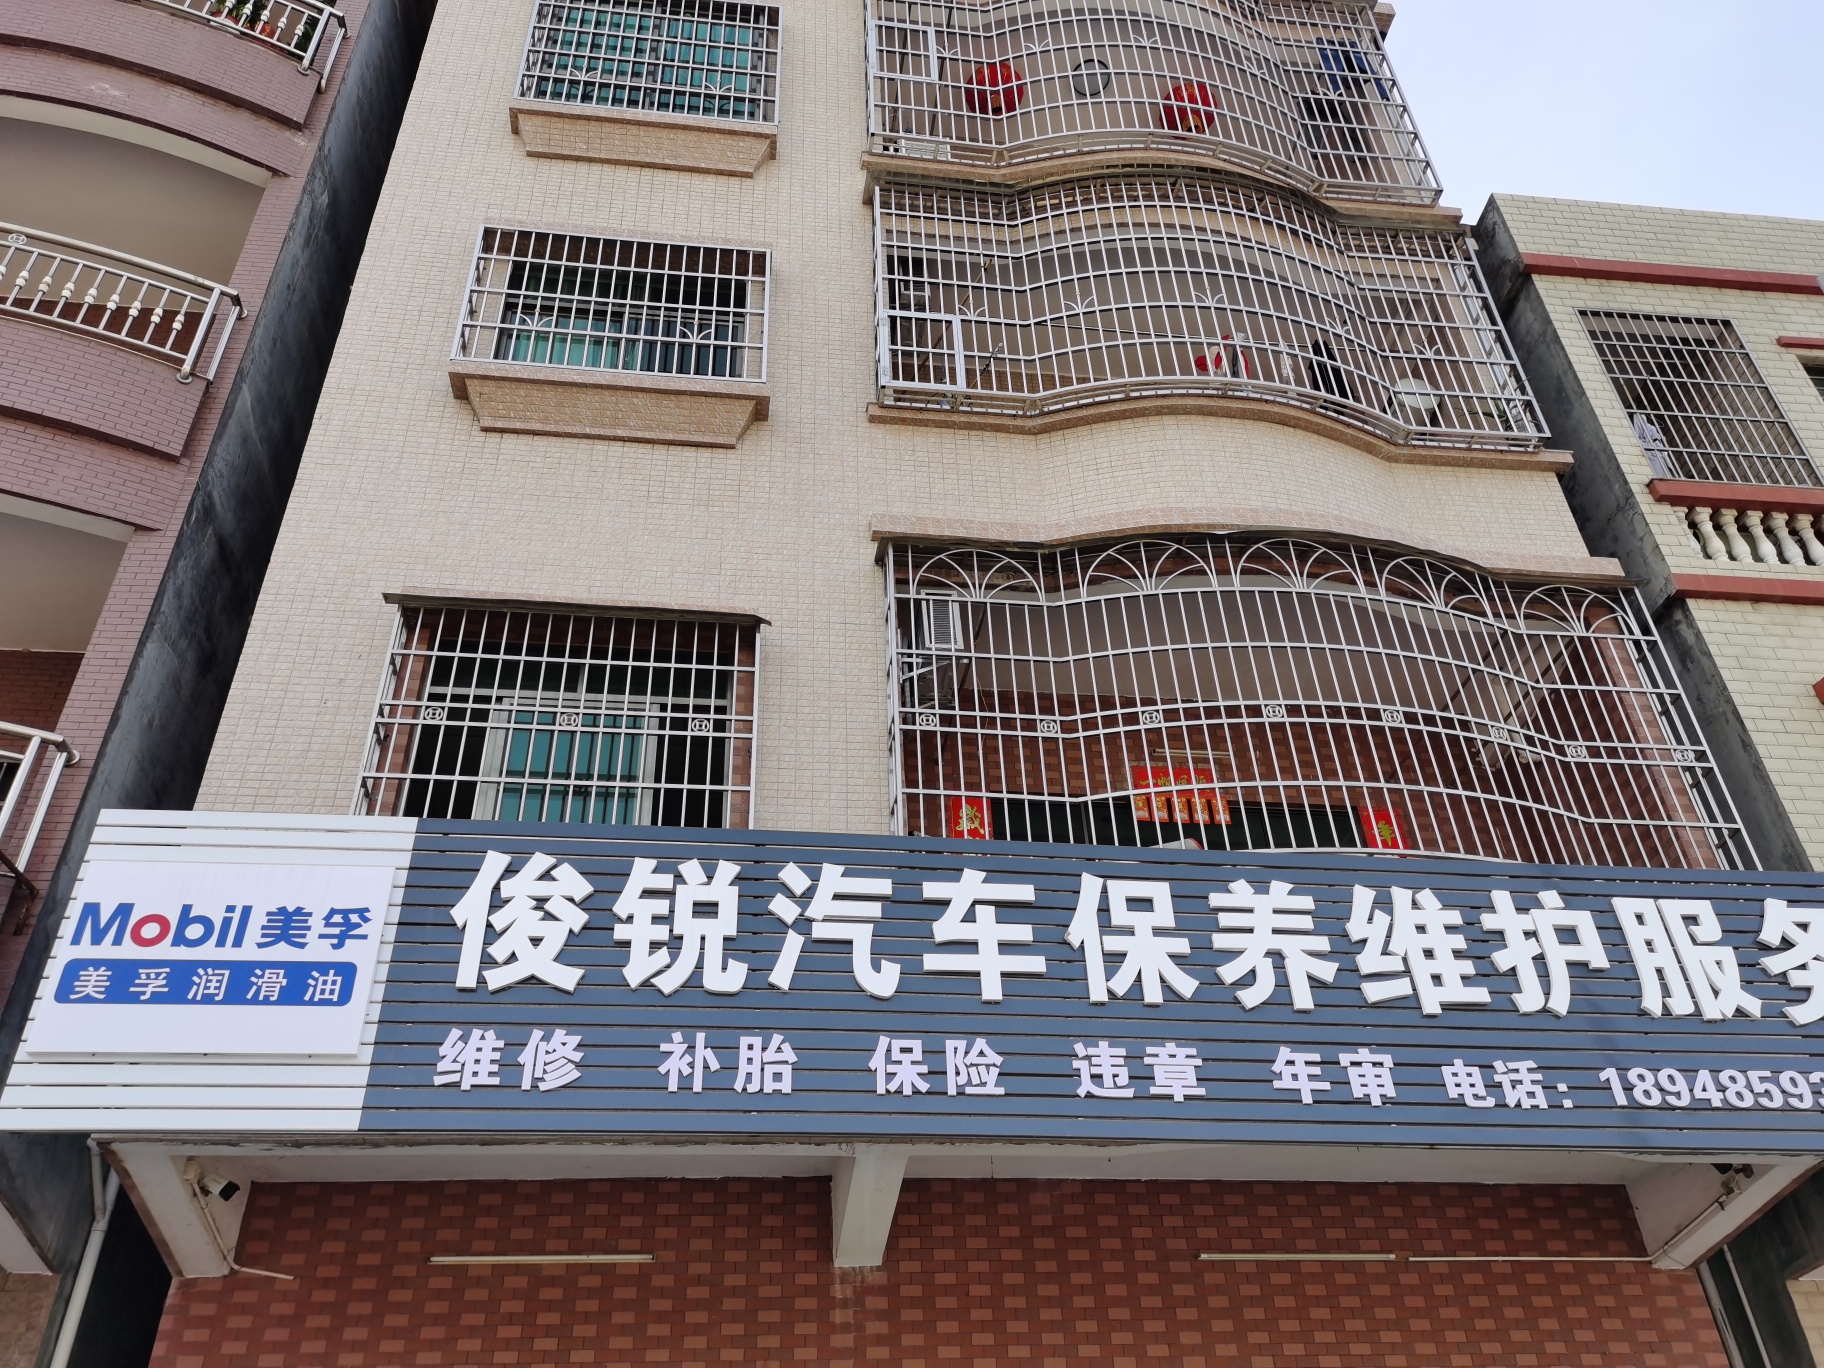 Mobil美孚
美孚润滑油
俊锐汽车保养维护服务
维修 补胎 保险 违章 年审 电话：18948593